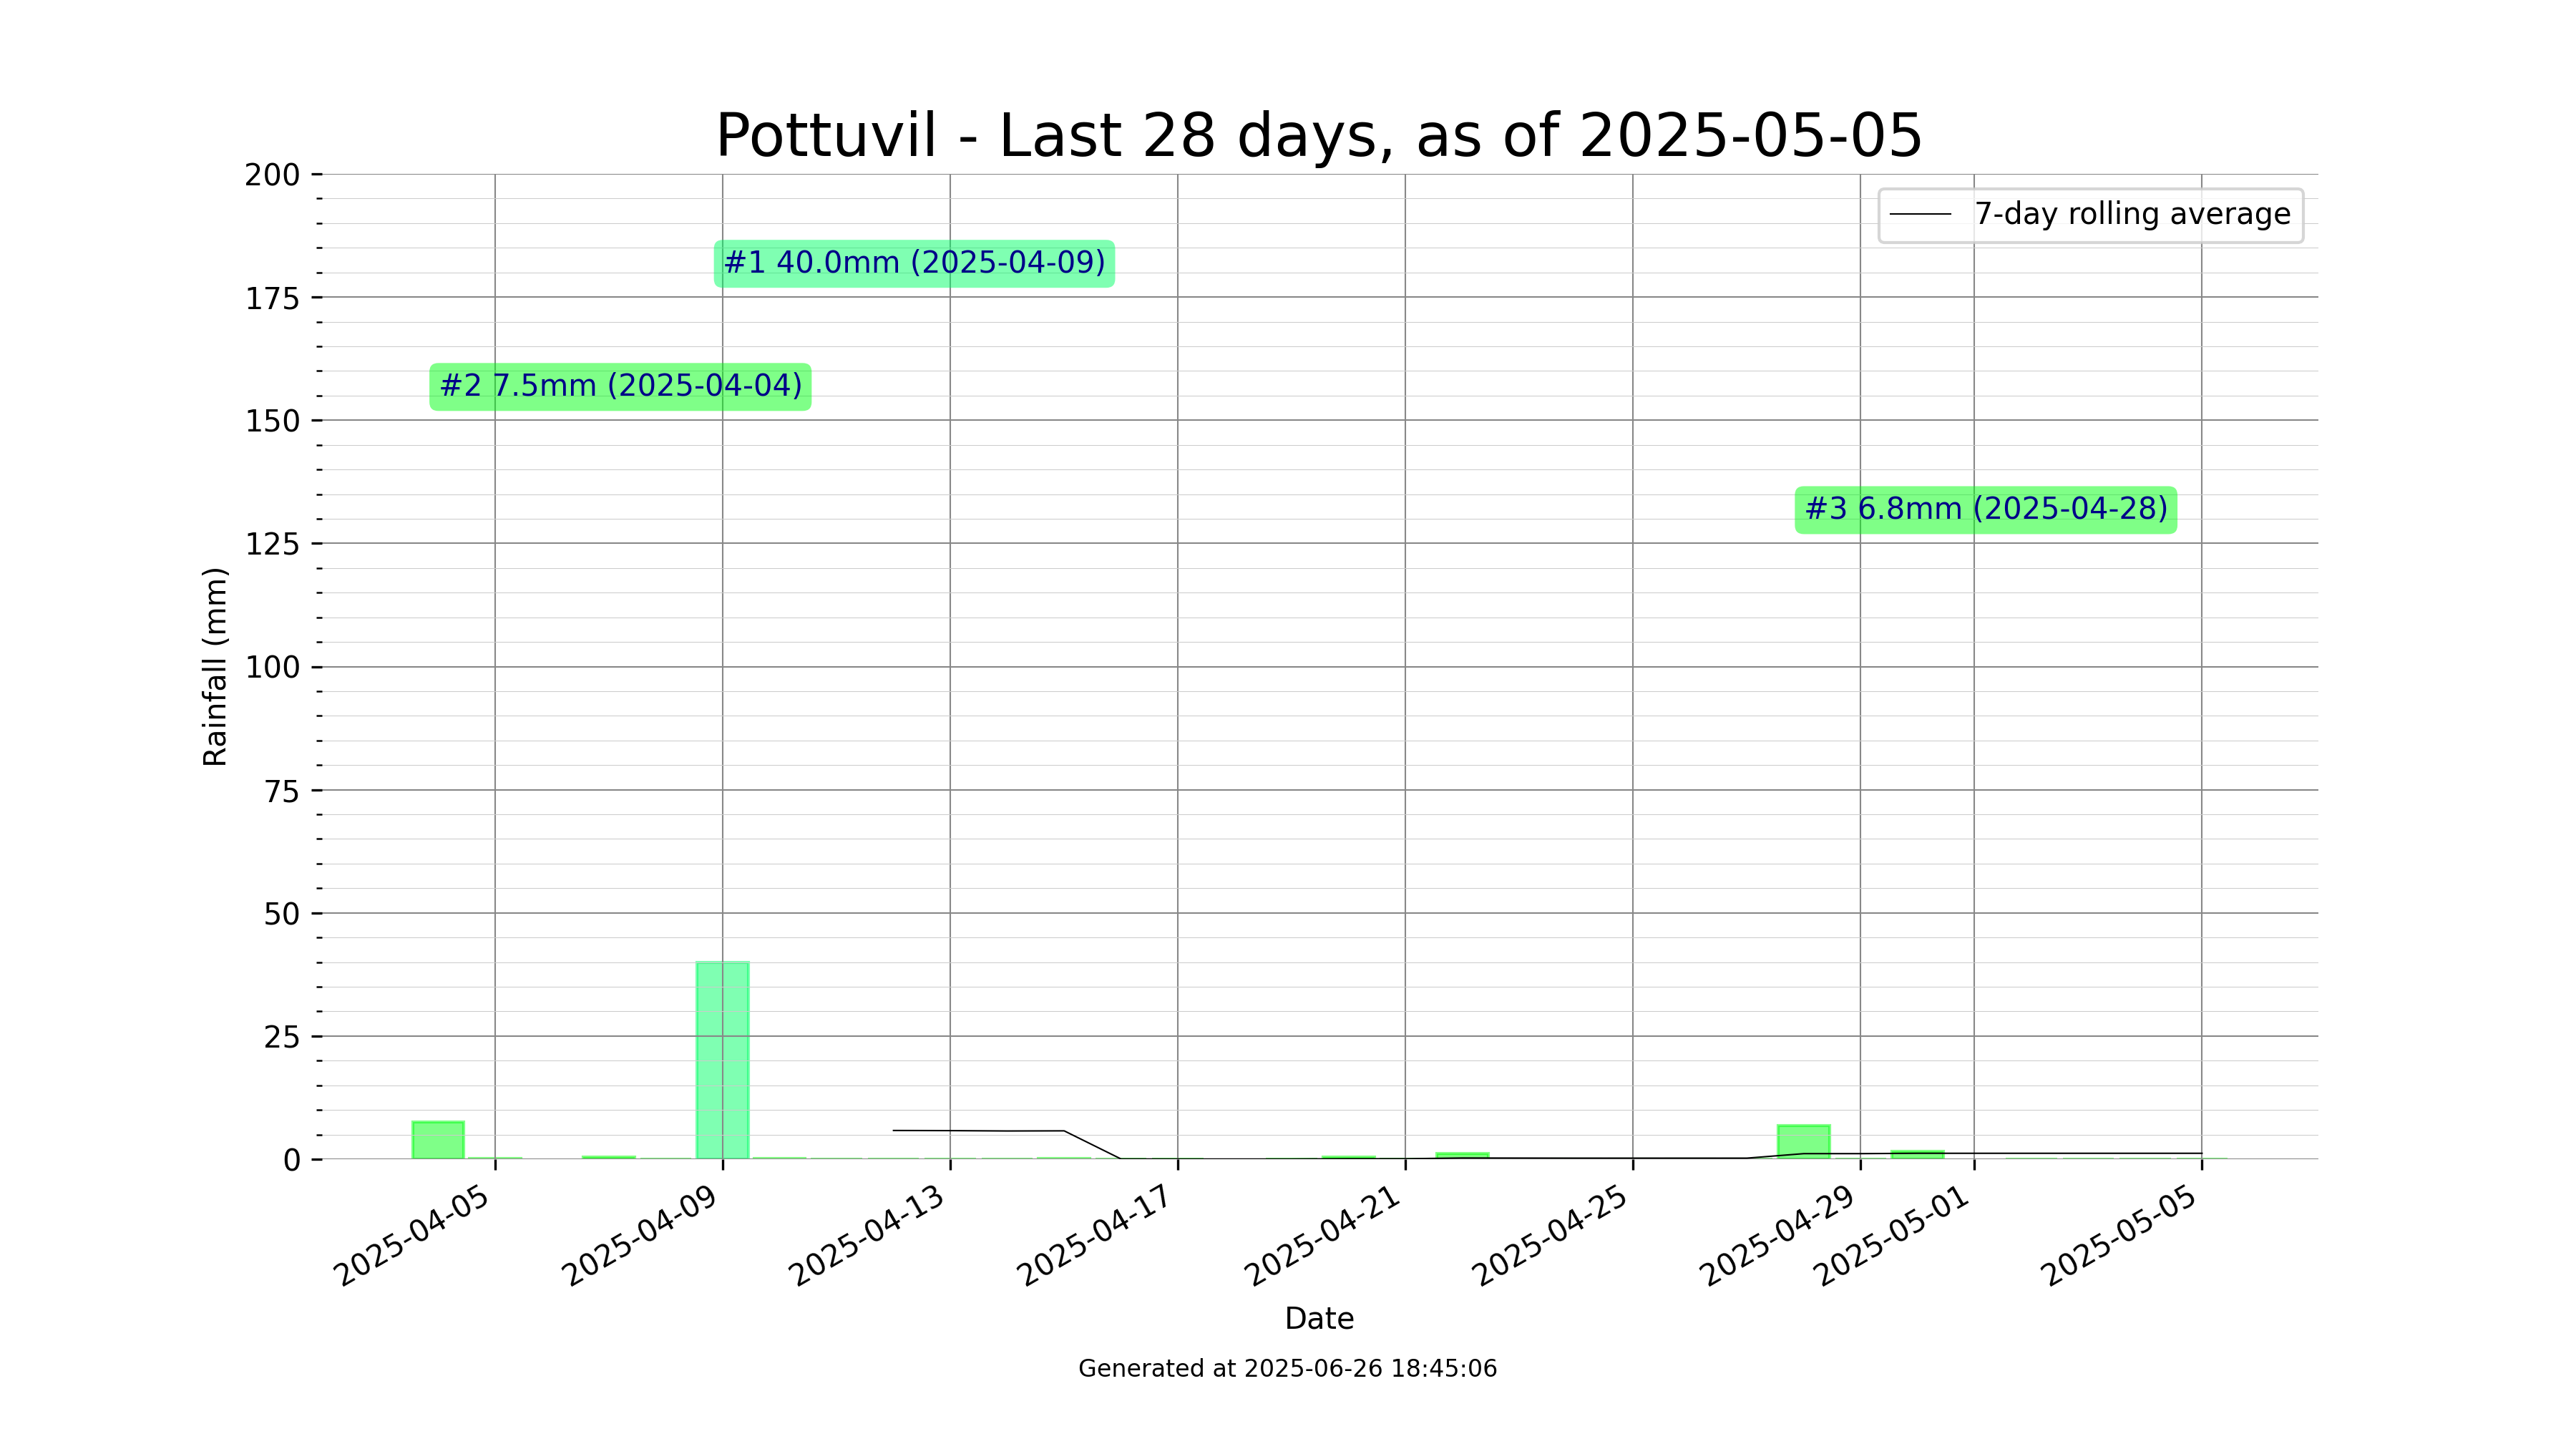 Pottuvil - Last 28 days, as of 2025-05-05
7-day rolling average
#1 40.0mm (2025-04-09)
#2 7.5mm (2025-04-04)
#3 6.8mm (2025-04-28)
Rainfall (mm)
200
175
150
125
100
75
50
25
0
2025-04-05
2025-04-09
2025-04-13
2025-04-17
2025-04-21
2025-04-25
2025-04-29
2025-05-01
2025-05-05
Date
Generated at 2025-06-26 18:45:06